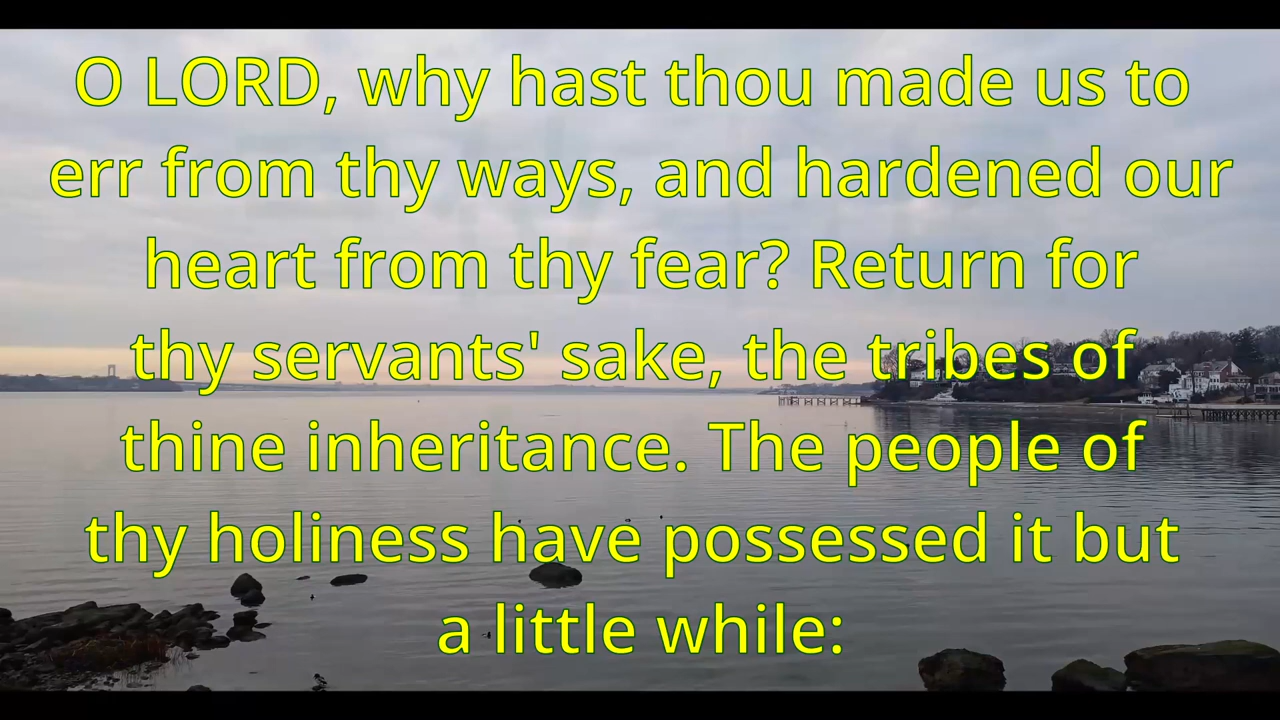 O LORD, why hast thou made us to
err from thy ways, and hardened our
heart from thy fear? Return for
thy servants' sake, the tribes of
thine inheritance. The people of
thy holiness have possessed it but
a little while: